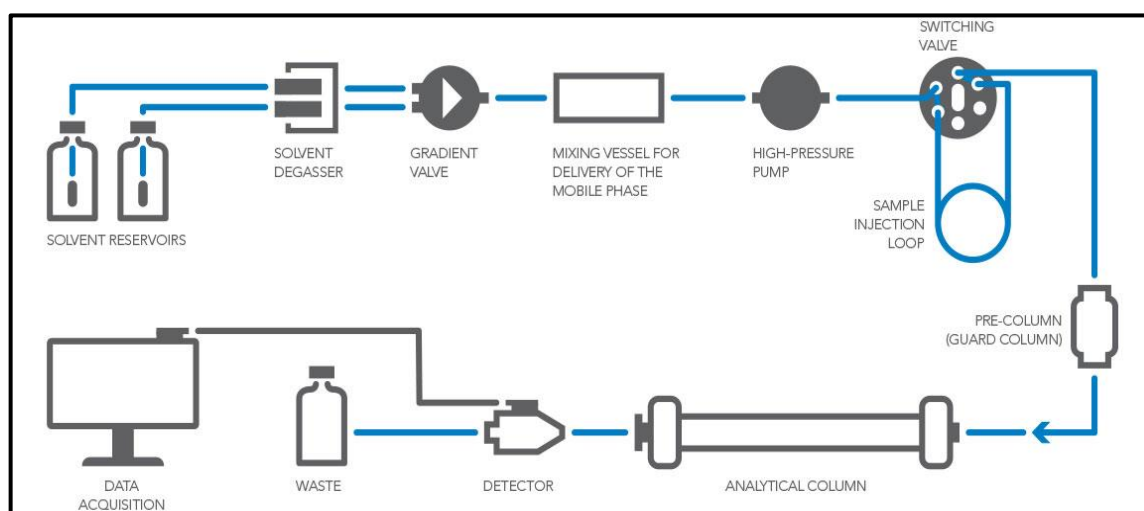 SWITCHING
VALVE
SOLVENT
DEGASSER
GRADIENT
VALVE
MIXING VESSEL FOR
DELIVERY OF THE
MOBILE PHASE
HIGH-PRESSURE
PUMP
SAMPLE
INJECTION
LOOP
SOLVENT RESERVOIRS
PRE-COLUMN
(GUARD COLUMN)
DATA
ACQUISITION
WASTE
DETECTOR
ANALYTICAL COLUMN